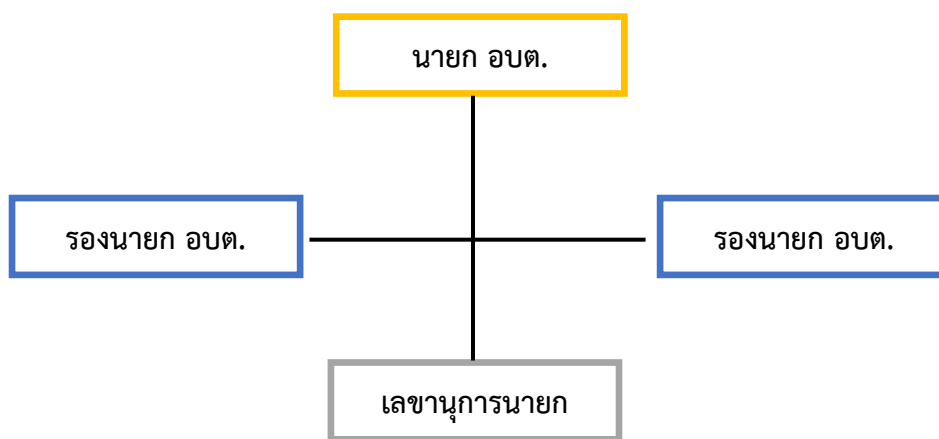 นายก อบต.
รองนายก อบต.
รองนายก อบต.
เลขานุการนายก